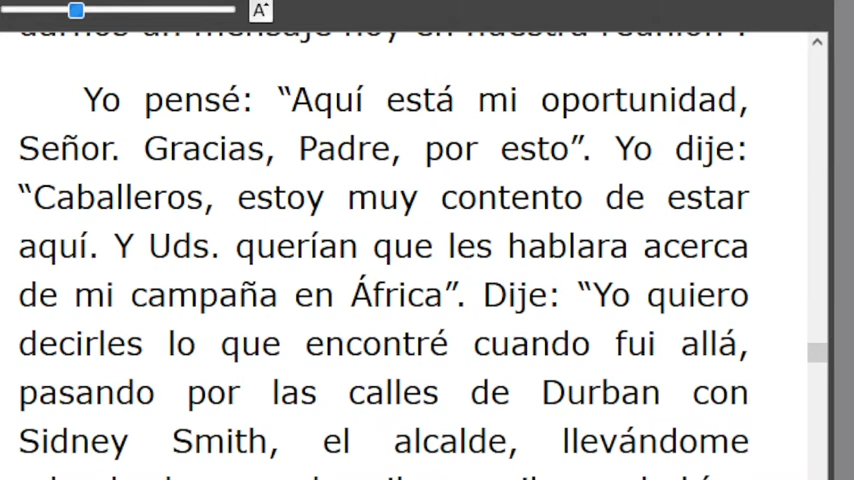 A^
Yo pensé: “Aquí está mi oportunidad,
Señor. Gracias, Padre, por esto”. Yo dije:
“Caballeros, estoy muy contento de estar
aquí. Y Uds. querían que les hablara acerca
de mi campaña en África”. Dije: “Yo quiero
decirles lo que encontré cuando fui allá,
pasando por las calles de Durban con
Sidney Smith, el alcalde, llevándome